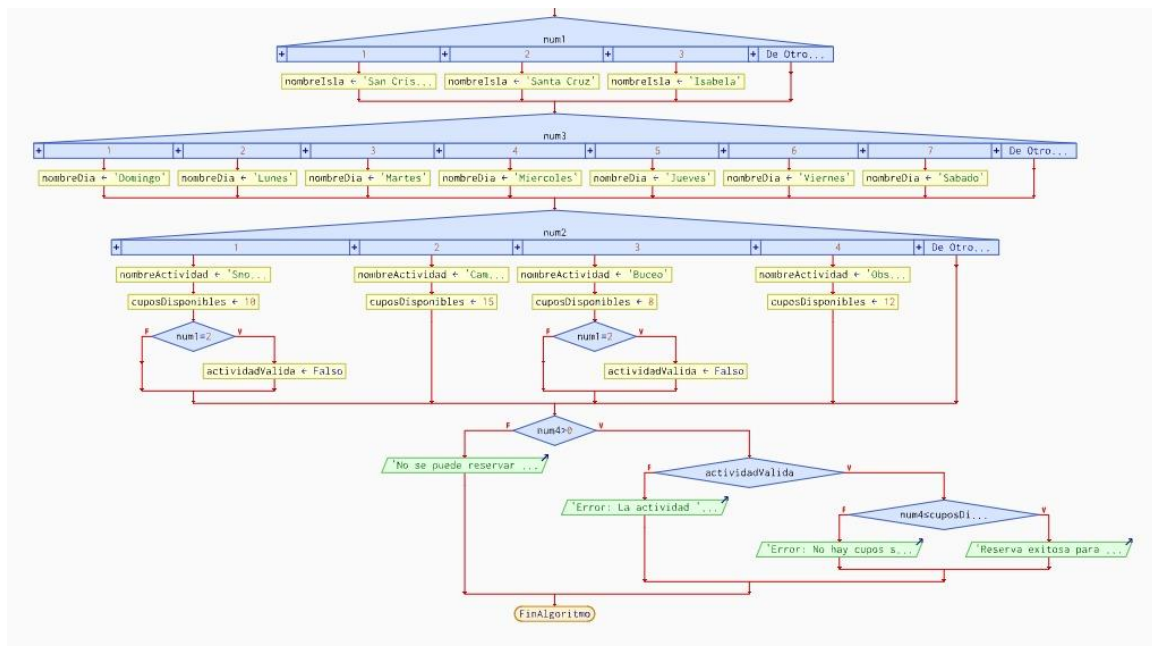 num1
+ 1 + 2 + 3 + De Otro...
nombreIsla ← 'San Cris... nombreIsla ← 'Santa Cruz' nombreIsla ← 'Isabela'
num3
+ 1 + 2 + 3 + 4 + 5 + 6 + 7 + De Otro...
nombreDia ← 'Domingo' nombreDia ← 'Lunes' nombreDia ← 'Martes' nombreDia ← 'Miercoles' nombreDia ← 'Jueves' nombreDia ← 'Viernes' nombreDia ← 'Sabado'
num2
+ 1 + 2 + 3 + 4 + De Otro...
nombreActividad ← 'Sno... nombreActividad ← 'Cam... nombreActividad ← 'Buceo' nombreActividad ← 'Obs...
cuposDisponibles ← 10 cuposDisponibles ← 15 cuposDisponibles ← 8 cuposDisponibles ← 12
F num1=2 V F num1=2 V
actividadValida ← Falso actividadValida ← Falso
F num4>0 V
'No se puede reservar ...
F actividadValida V
'Error: La actividad '...
F num4≤cuposDi... V
'Error: No hay cupos s... 'Reserva exitosa para ...
FinAlgoritmo